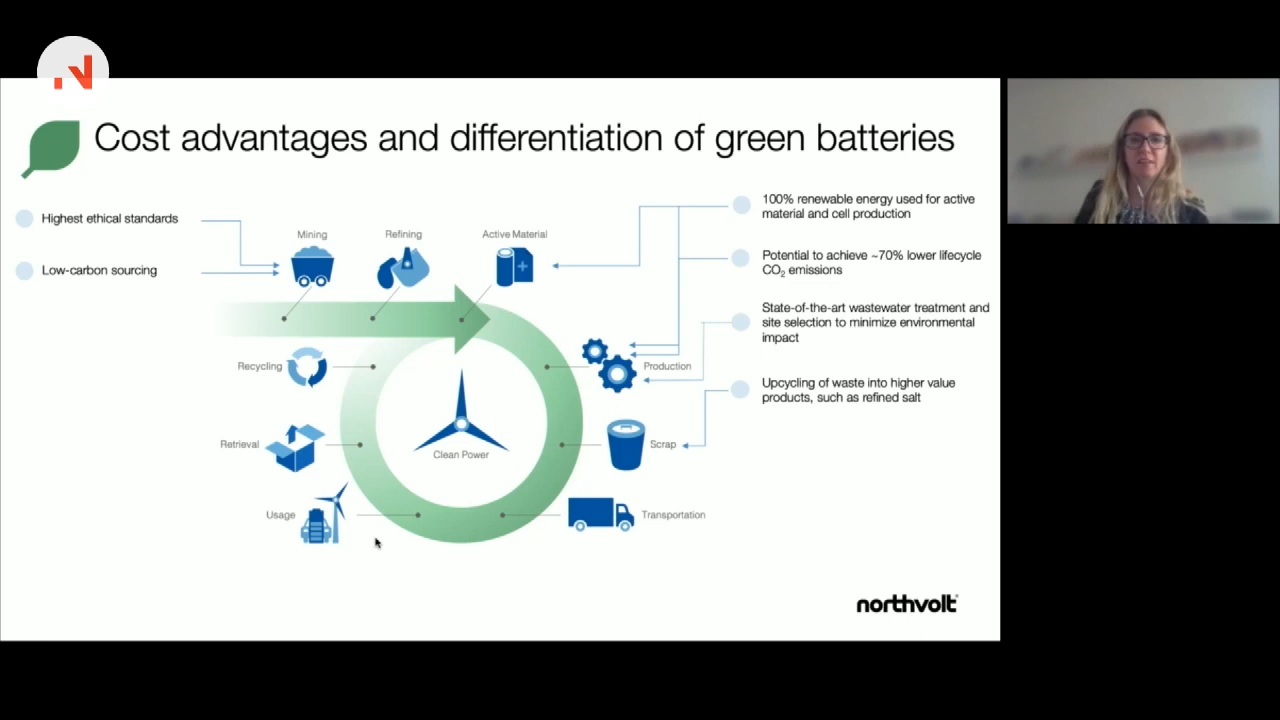 Cost advantages and differentiation of green batteries
Highest ethical standards
Low-carbon sourcing
Mining
Refining
Active Material
100% renewable energy used for active
material and cell production
Potential to achieve ~70% lower lifecycle
CO₂ emissions
State-of-the-art wastewater treatment and
site selection to minimize environmental
impact
Upcycling of waste into higher value
products, such as refined salt
Recycling
Production
Retrieval
Clean Power
Scrap
Usage
Transportation
northvolt